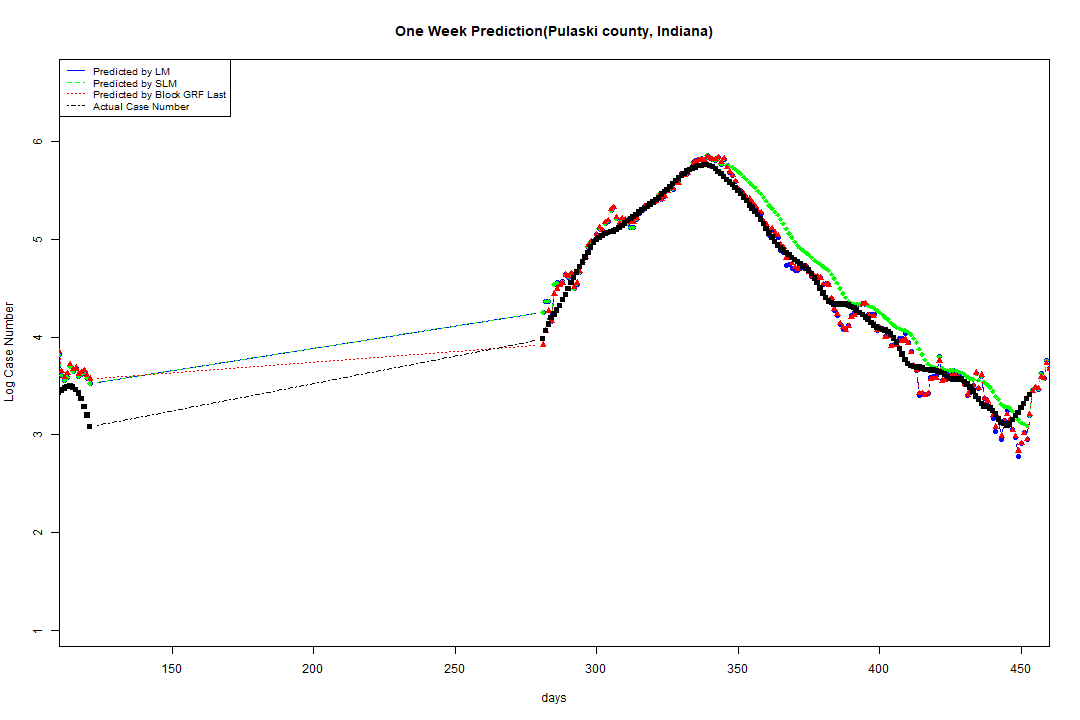 One Week Prediction(Pulaski county, Indiana)
Predicted by LM
Predicted by SLM
Predicted by Block GRF Last
Actual Case Number
6
5
4
3
2
1
Log Case Number
150 200 250 300 350 400 450
days